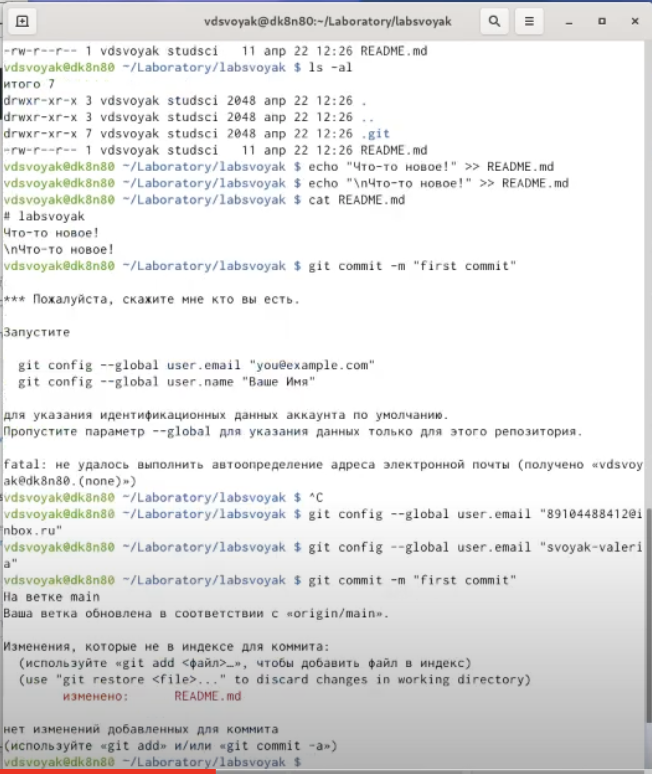 vdsvoyak@dk8n80:~/Laboratory/labsvoyak
-rw-r--r-- 1 vdsvoyak studsci   11 апр 22 12:26 README.md
vdsvoyak@dk8n80 ~/Laboratory/labsvoyak $ ls -al
итого 7
drwxr-xr-x 3 vdsvoyak studsci 2048 апр 22 12:26 .
drwxr-xr-x 3 vdsvoyak studsci 2048 апр 22 12:26 ..
drwxr-xr-x 7 vdsvoyak studsci 2048 апр 22 12:26 .git
-rw-r--r-- 1 vdsvoyak studsci   11 апр 22 12:26 README.md
vdsvoyak@dk8n80 ~/Laboratory/labsvoyak $ echo "Что-то новое!" >> README.md
vdsvoyak@dk8n80 ~/Laboratory/labsvoyak $ echo "\nЧто-то новое!" >> README.md
vdsvoyak@dk8n80 ~/Laboratory/labsvoyak $ cat README.md
# labsvoyak
Что-то новое!
\nЧто-то новое!
vdsvoyak@dk8n80 ~/Laboratory/labsvoyak $ git commit -m "first commit"
*** Пожалуйста, скажите мне кто вы есть.
Запустите
  git config --global user.email "you@example.com"
  git config --global user.name "Ваше Имя"
для указания идентификационных данных аккаунта по умолчанию.
Пропустите параметр --global для указания данных только для этого репозитория.
fatal: не удалось выполнить автоопределение адреса электронной почты (получено «vdsvoy
ak@dk8n80.(none)»)
vdsvoyak@dk8n80 ~/Laboratory/labsvoyak $ ^C
vdsvoyak@dk8n80 ~/Laboratory/labsvoyak $ git config --global user.email "89104488412@i
nbox.ru"
vdsvoyak@dk8n80 ~/Laboratory/labsvoyak $ git config --global user.email "svoyak-valeri
a"
vdsvoyak@dk8n80 ~/Laboratory/labsvoyak $ git commit -m "first commit"
На ветке main
Ваша ветка обновлена в соответствии с «origin/main».
Изменения, которые не в индексе для коммита:
  (используйте «git add <файл>…», чтобы добавить файл в индекс)
  (use "git restore <file>..." to discard changes in working directory)
        изменено:      README.md
нет изменений добавленных для коммита
(используйте «git add» и/или «git commit -a»)
vdsvoyak@dk8n80 ~/Laboratory/labsvoyak $